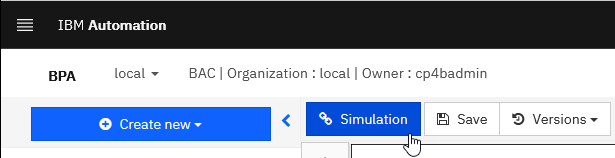 IBM Automation
BPA local BAC | Organization : local | Owner : cp4badmin
Create new Simulation Save Versions